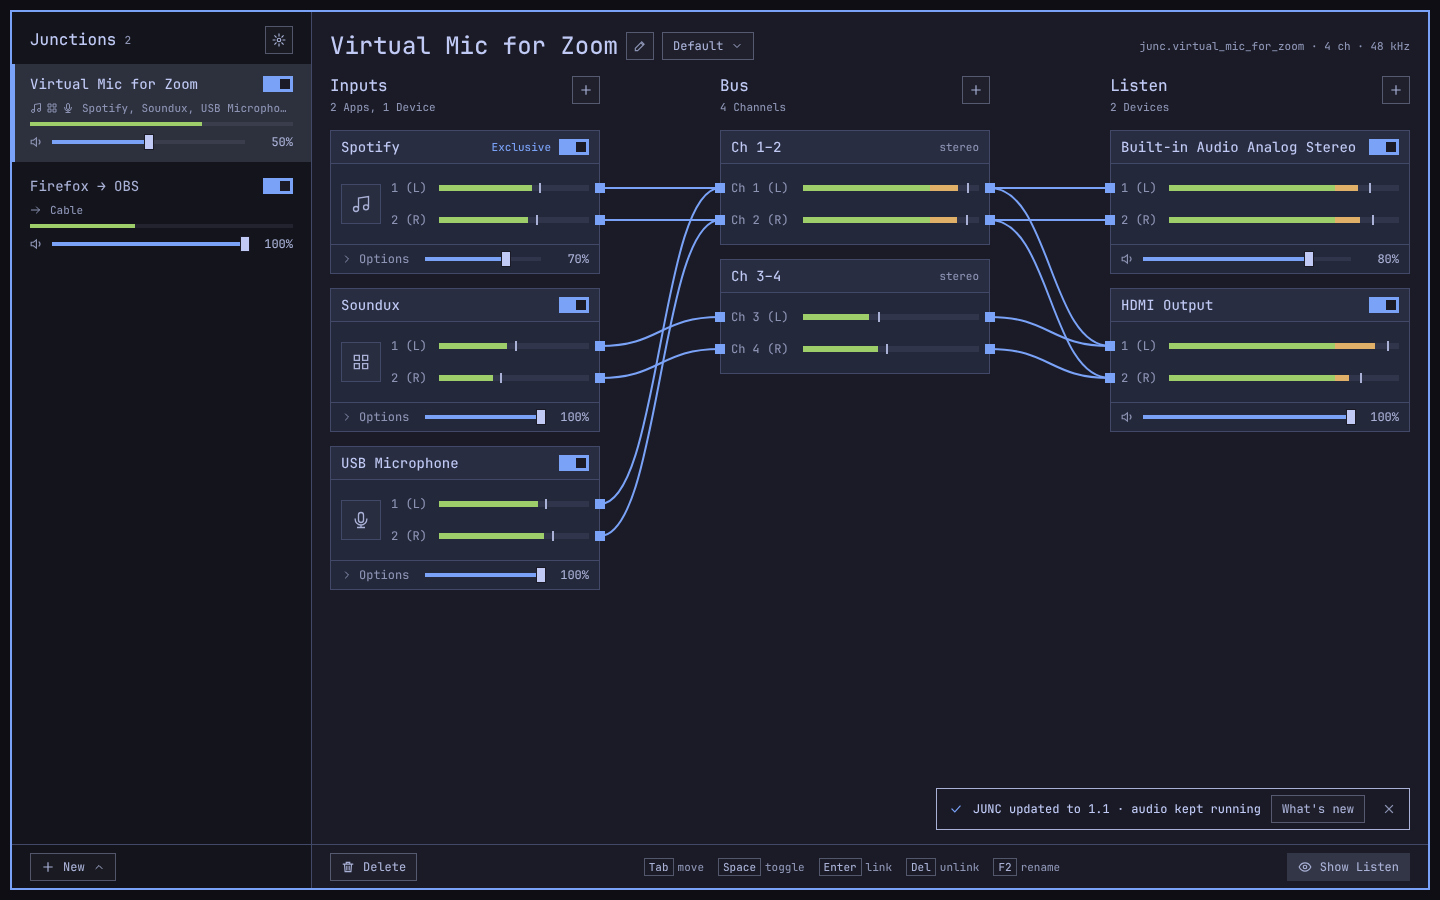 Junctions 2
Virtual Mic for Zoom
Spotify, Soundux, USB Micropho…
50%
Firefox → OBS
Cable
100%
New
Virtual Mic for Zoom
Default
junc.virtual_mic_for_zoom · 4 ch · 48 kHz
Inputs
2 Apps, 1 Device
Spotify
Exclusive
1 (L)
2 (R)
Options
70%
Soundux
1 (L)
2 (R)
Options
100%
USB Microphone
1 (L)
2 (R)
Options
100%
Bus
4 Channels
Ch 1–2
stereo
Ch 1 (L)
Ch 2 (R)
Ch 3–4
stereo
Ch 3 (L)
Ch 4 (R)
Listen
2 Devices
Built-in Audio Analog Stereo
1 (L)
2 (R)
80%
HDMI Output
1 (L)
2 (R)
100%
JUNC updated to 1.1 · audio kept running
What's new
Delete
Tab move Space toggle Enter link Del unlink F2 rename
Show Listen